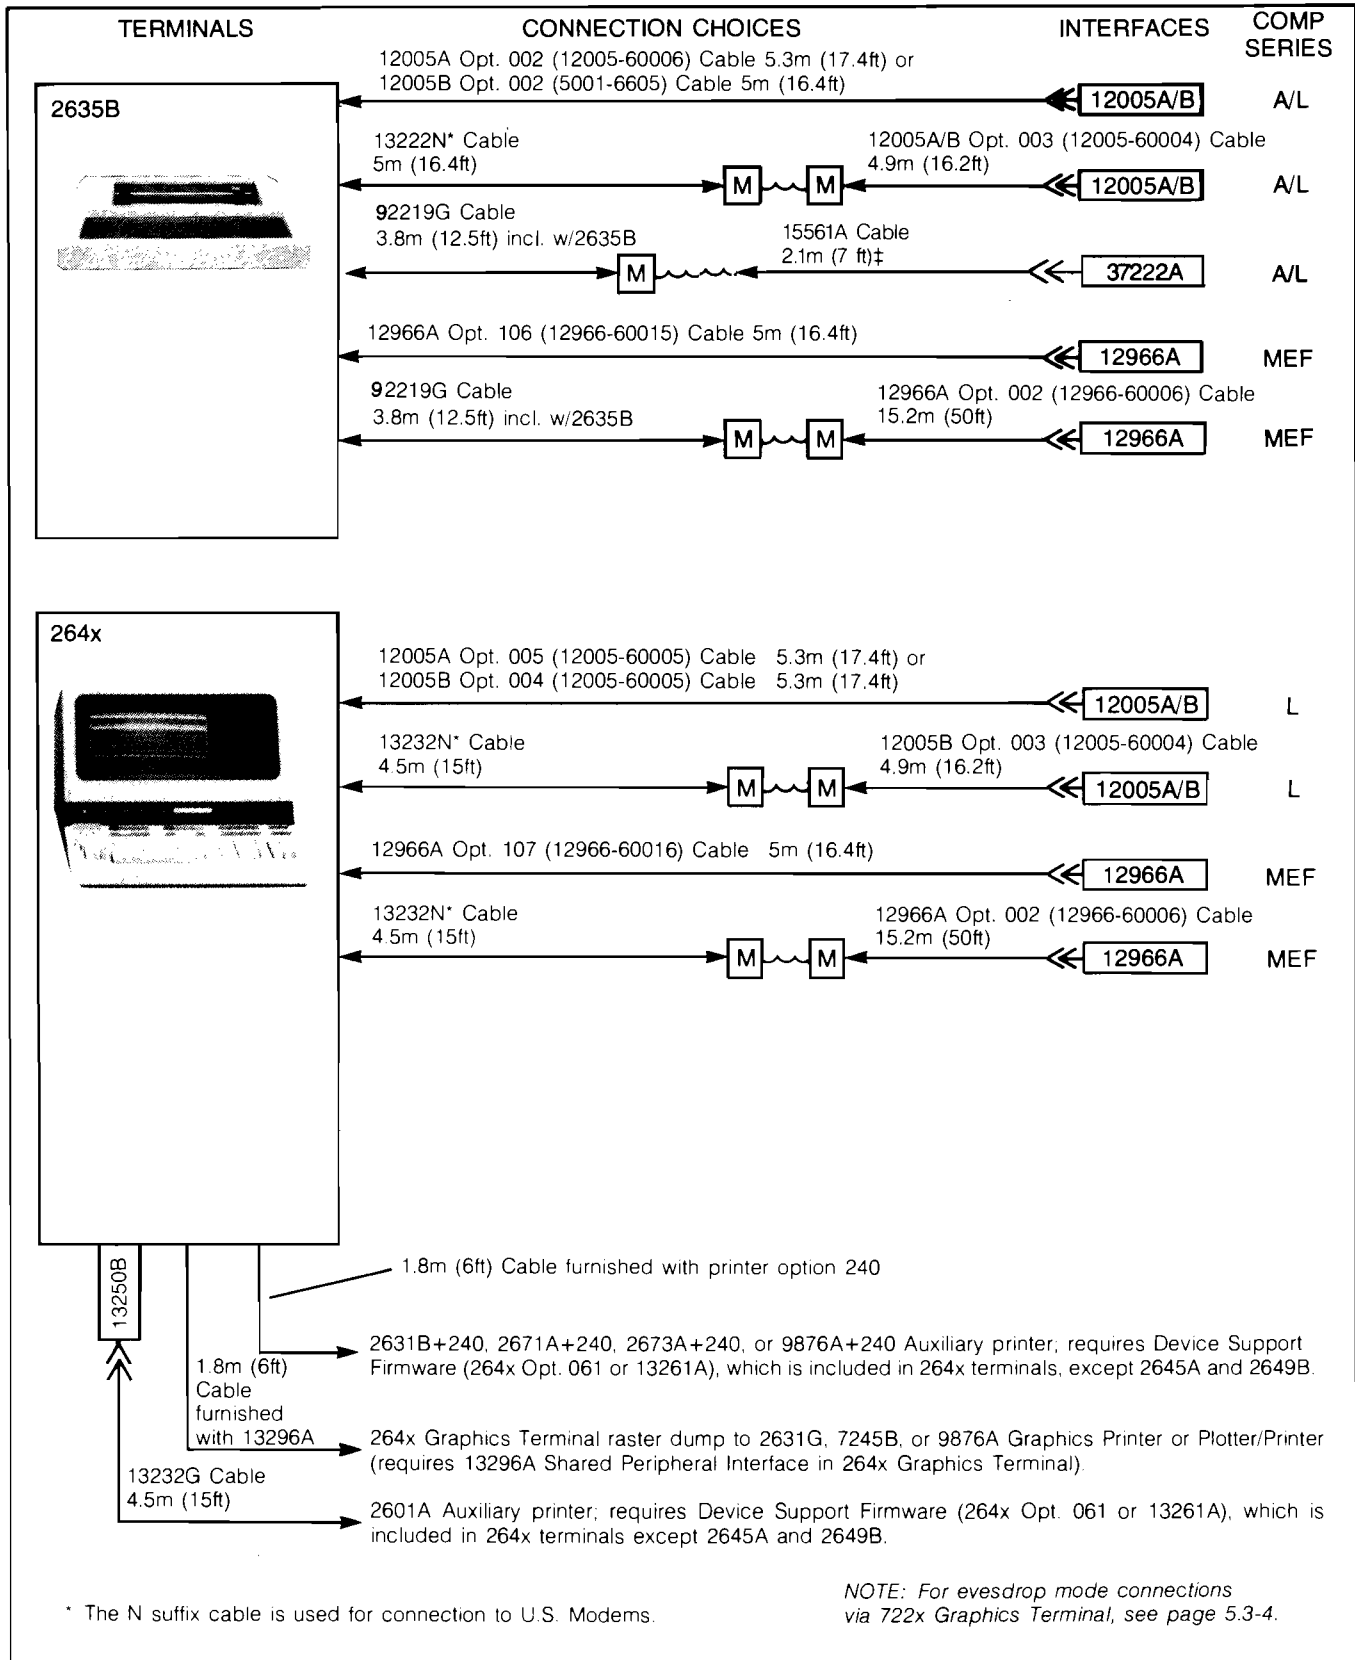 TERMINALS CONNECTION CHOICES INTERFACES COMP SERIES
2635B
12005A Opt. 002 (12005-60006) Cable 5.3m (17.4ft) or
12005B Opt. 002 (5001-6605) Cable 5m (16.4ft)
12005A/B A/L
13222N* Cable
5m (16.4ft)
M M
12005A/B Opt. 003 (12005-60004) Cable
4.9m (16.2ft)
12005A/B A/L
92219G Cable
3.8m (12.5ft) incl. w/2635B
M
15561A Cable
2.1m (7 ft)‡
37222A A/L
12966A Opt. 106 (12966-60015) Cable 5m (16.4ft)
12966A MEF
92219G Cable
3.8m (12.5ft) incl. w/2635B
M M
12966A Opt. 002 (12966-60006) Cable
15.2m (50ft)
12966A MEF
264x
12005A Opt. 005 (12005-60005) Cable 5.3m (17.4ft) or
12005B Opt. 004 (12005-60005) Cable 5.3m (17.4ft)
12005A/B L
13232N* Cable
4.5m (15ft)
M M
12005B Opt. 003 (12005-60004) Cable
4.9m (16.2ft)
12005A/B L
12966A Opt. 107 (12966-60016) Cable 5m (16.4ft)
12966A MEF
13232N* Cable
4.5m (15ft)
M M
12966A Opt. 002 (12966-60006) Cable
15.2m (50ft)
12966A MEF
13250B
1.8m (6ft) Cable furnished with printer option 240
2631B+240, 2671A+240, 2673A+240, or 9876A+240 Auxiliary printer; requires Device Support
Firmware (264x Opt. 061 or 13261A), which is included in 264x terminals, except 2645A and 2649B.
1.8m (6ft)
Cable
furnished
with 13296A
264x Graphics Terminal raster dump to 2631G, 7245B, or 9876A Graphics Printer or Plotter/Printer
(requires 13296A Shared Peripheral Interface in 264x Graphics Terminal).
13232G Cable
4.5m (15ft)
2601A Auxiliary printer; requires Device Support Firmware (264x Opt. 061 or 13261A), which is
included in 264x terminals except 2645A and 2649B.
* The N suffix cable is used for connection to U.S. Modems.
NOTE: For evesdrop mode connections
via 722x Graphics Terminal, see page 5.3-4.